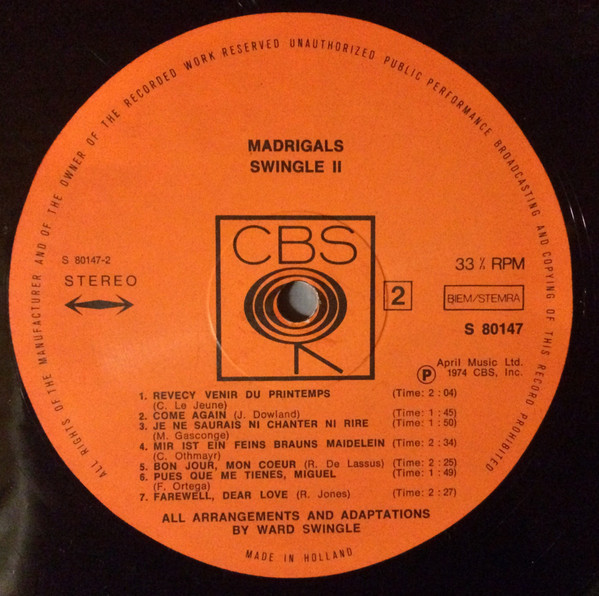 ALL RIGHTS OF THE MANUFACTURER AND OF THE OWNER OF THE RECORDED WORK RESERVED UNAUTHORIZED PUBLIC PERFORMANCE BROADCASTING AND COPYING OF THIS RECORD PROHIBITED
MADRIGALS
SWINGLE II
CBS
S 80147-2
STEREO
33⅓ RPM
2
BIEM/STEMRA
S 80147
P
April Music Ltd.
1974 CBS, Inc.
1. REVECY VENIR DU PRINTEMPS (Time: 2 : 04)
(C. Le Jeune)
2. COME AGAIN (J. Dowland) (Time: 1 : 45)
3. JE NE SAURAIS NI CHANTER NI RIRE (Time: 1 : 50)
(M. Gasconge)
4. MIR IST EIN FEINS BRAUNS MAIDELEIN (Time: 2 : 34)
(C. Othmayr)
5. BON JOUR, MON COEUR (R. De Lassus) (Time: 2 : 25)
6. PUES QUE ME TIENES, MIGUEL (Time: 1 : 49)
(F. Ortega)
7. FAREWELL, DEAR LOVE (R. Jones) (Time: 2 : 27)
ALL ARRANGEMENTS AND ADAPTATIONS
BY WARD SWINGLE
MADE IN HOLLAND